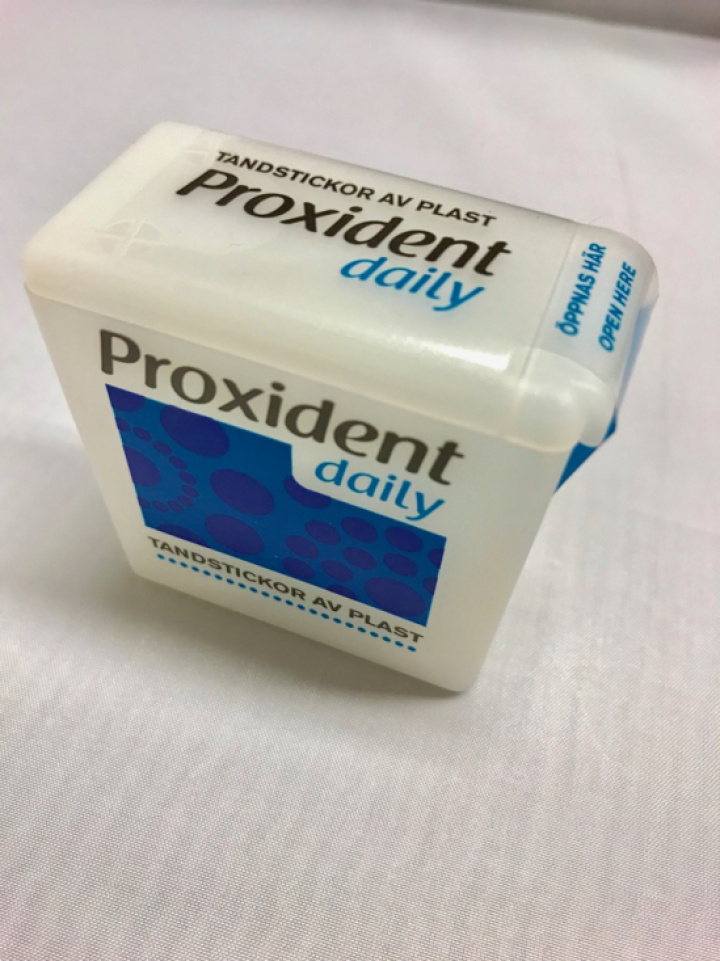 TANDSTICKOR AV PLAST
Proxident
daily
ÖPPNAS HÄR
OPEN HERE
Proxident
daily
TANDSTICKOR AV PLAST